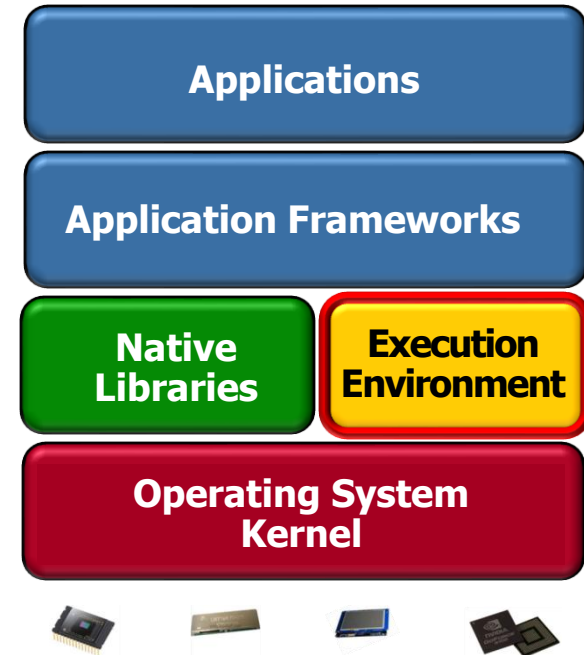 Applications
Application Frameworks
Native
Libraries
Execution
Environment
Operating System
Kernel